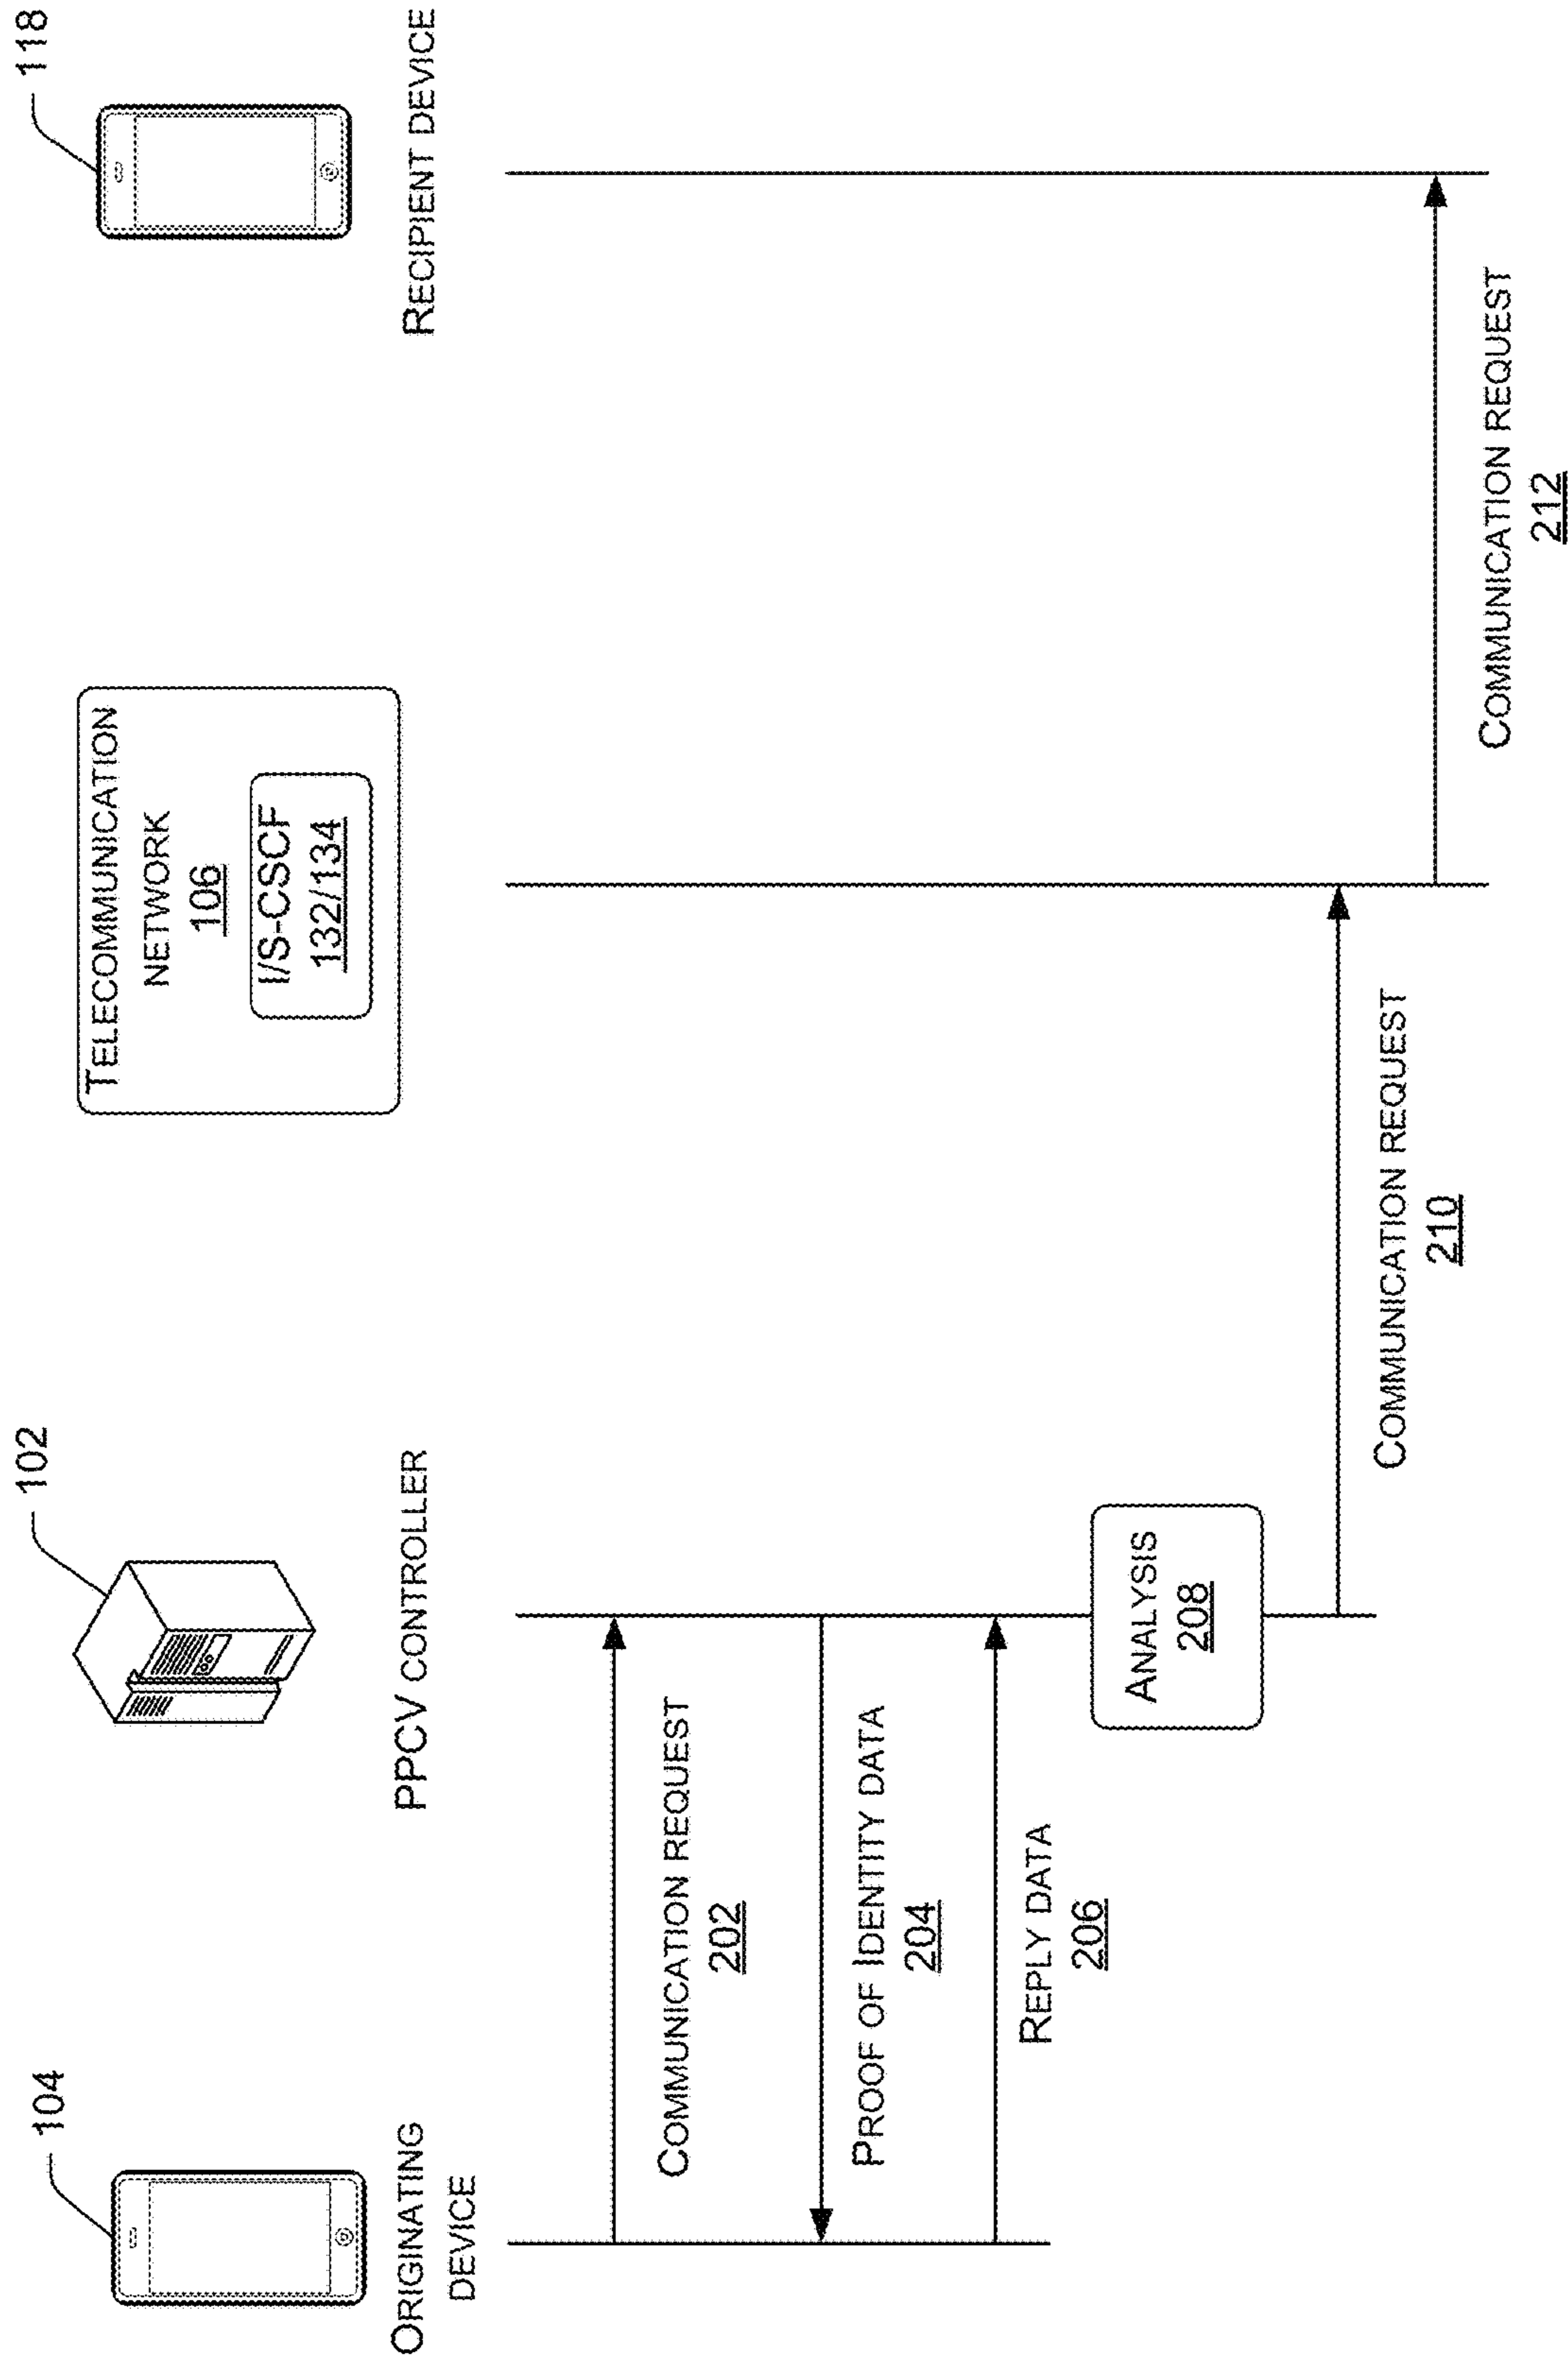 104
ORIGINATING
DEVICE
102
PPCV CONTROLLER
TELECOMMUNICATION
NETWORK
106
I/S-CSCF
132/134
118
RECIPIENT DEVICE
COMMUNICATION REQUEST
202
PROOF OF IDENTITY DATA
204
REPLY DATA
206
ANALYSIS
208
COMMUNICATION REQUEST
210
COMMUNICATION REQUEST
212